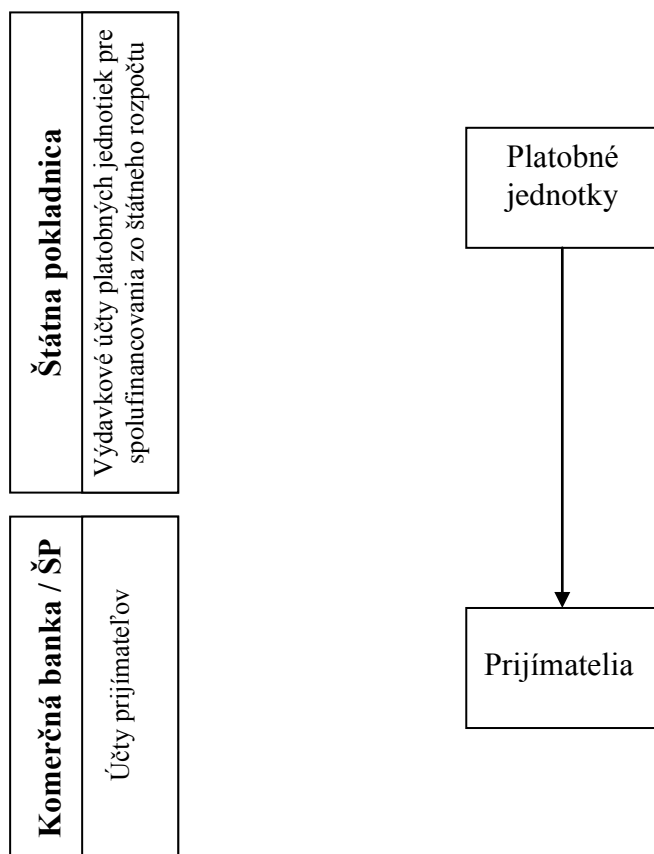 Štátna pokladnica
Výdavkové účty platobných jednotiek pre
spolufinancovania zo štátneho rozpočtu
Platobné
jednotky
Komerčná banka / ŠP
Účty prijímateľov
Prijímatelia